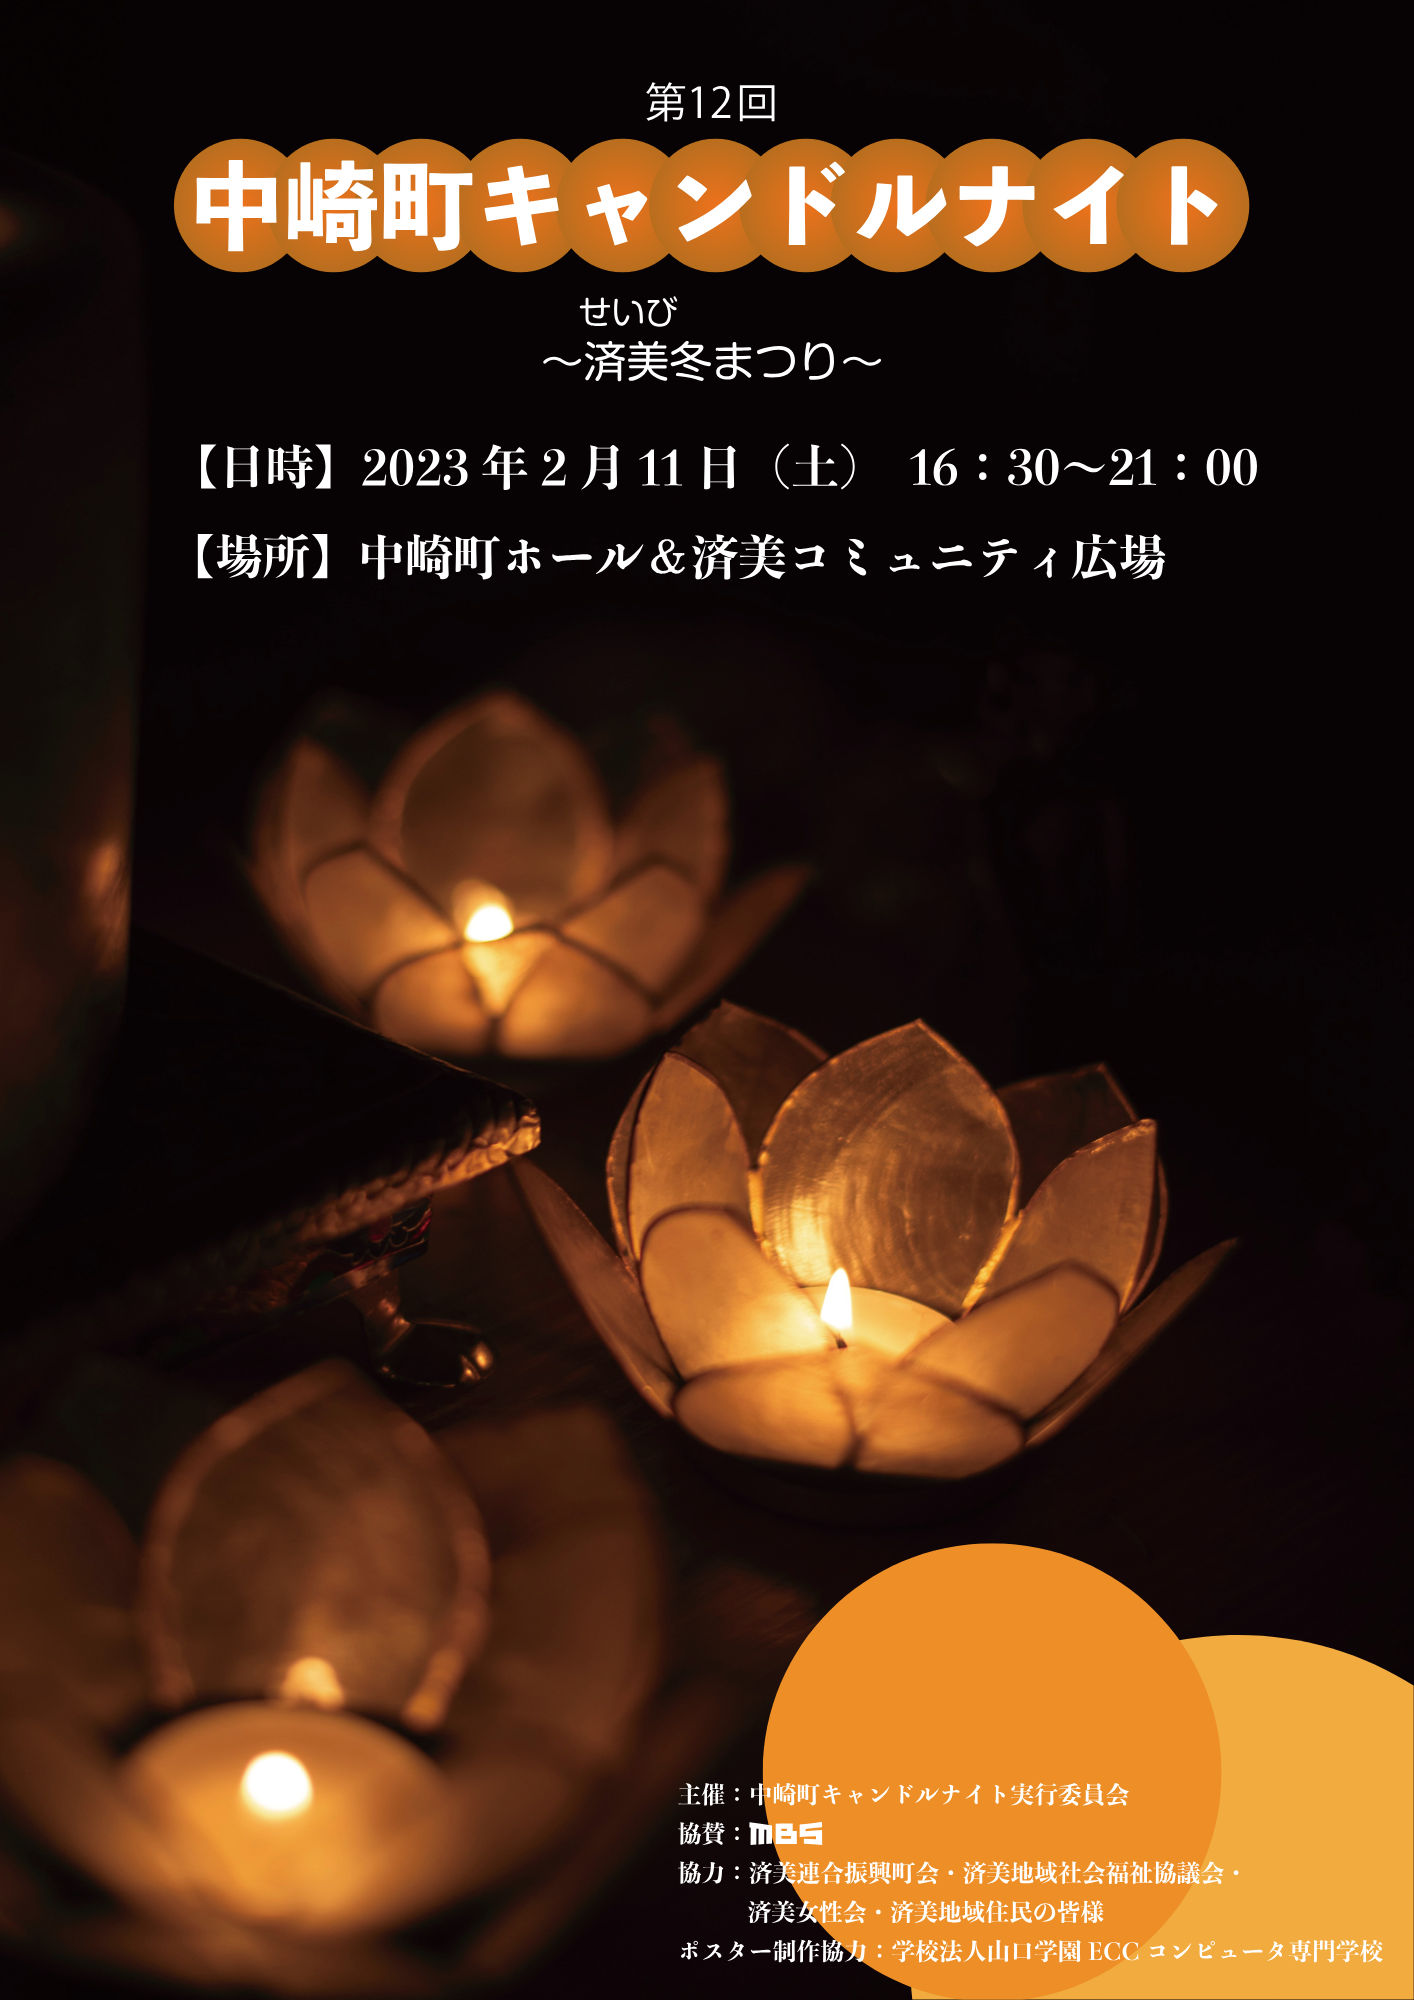 第12回
中崎町キャンドルナイト
せいび
～済美冬まつり～
【日時】2023年2月11日（土） 16：30～21：00
【場所】中崎町ホール＆済美コミュニティ広場
主催：中崎町キャンドルナイト実行委員会
協賛：MBS
協力：済美連合振興町会・済美地域社会福祉協議会・
済美女性会・済美地域住民の皆様
ポスター制作協力：学校法人山口学園 ECC コンピュータ専門学校